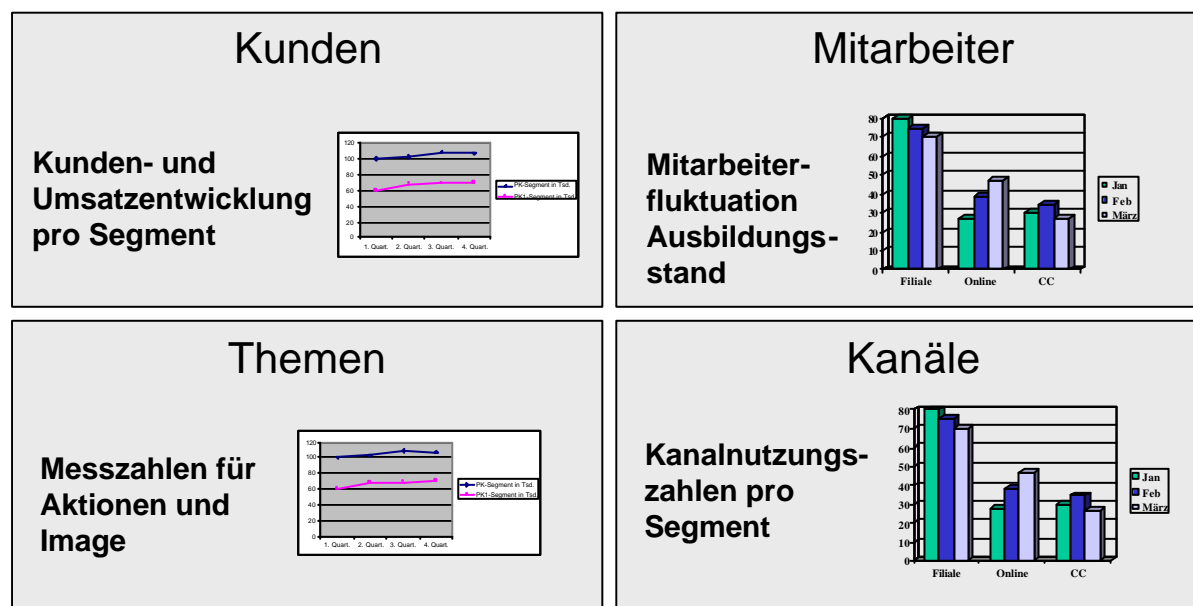 Kunden
Kunden- und
Umsatzentwicklung
pro Segment
120
100
80
60
40
20
0
1. Quart. 2. Quart. 3. Quart. 4. Quart.
PK-Segment in Tsd.
PK1-Segment in Tsd.
Mitarbeiter
Mitarbeiter-
fluktuation
Ausbildungs-
stand
80
70
60
50
40
30
20
10
0
Filiale Online CC
Jan
Feb
März
Themen
Messzahlen für
Aktionen und
Image
120
100
80
60
40
20
0
1. Quart. 2. Quart. 3. Quart. 4. Quart.
PK-Segment in Tsd.
PK1-Segment in Tsd.
Kanäle
Kanalnutzungs-
zahlen pro
Segment
80
70
60
50
40
30
20
10
0
Filiale Online CC
Jan
Feb
März